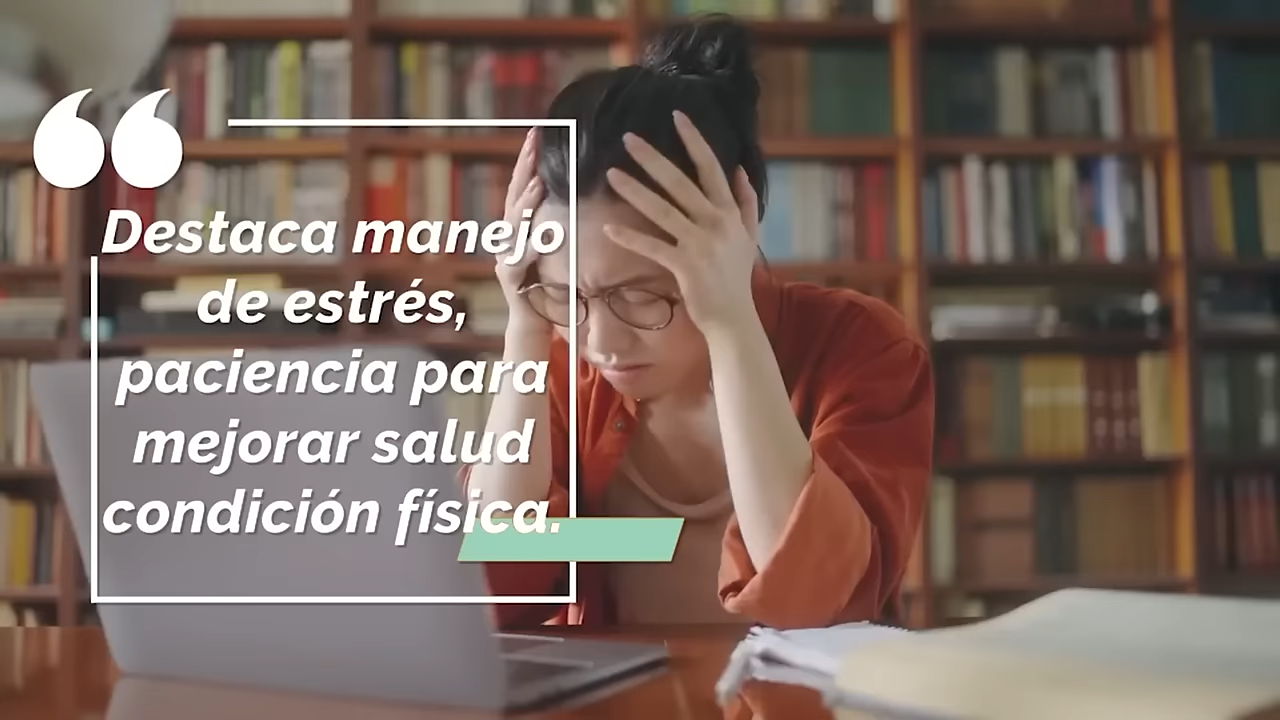 Destaca manejo
de estrés,
paciencia para
mejorar salud
condición física.